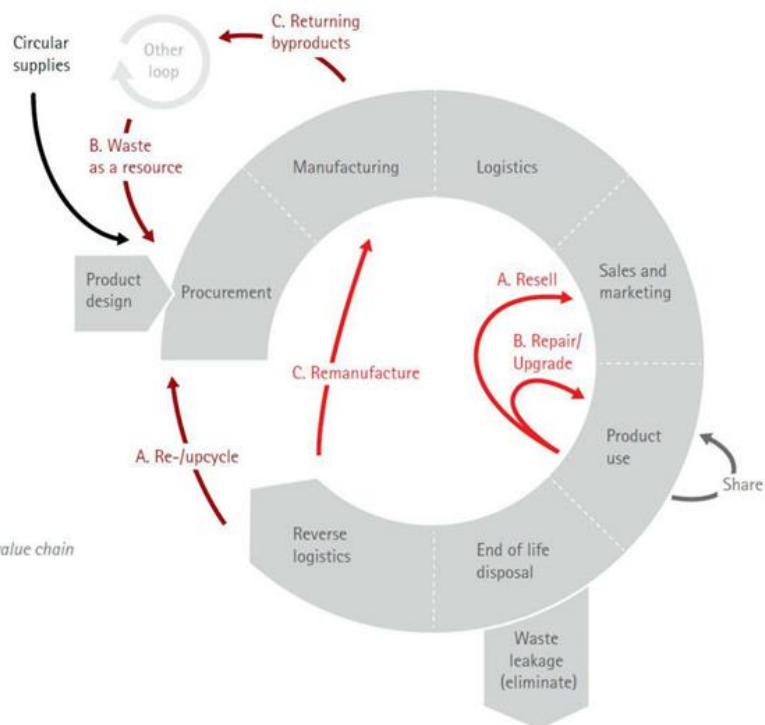 C. Returning
byproducts
Circular
supplies
Other
loop
B. Waste
as a resource
Manufacturing
Logistics
Product
design
Procurement
A. Resell
Sales and
marketing
B. Repair/
Upgrade
C. Remanufacture
A. Re-/upcycle
Product
use
Share
Reverse
logistics
End of life
disposal
value chain
Waste
leakage
(eliminate)